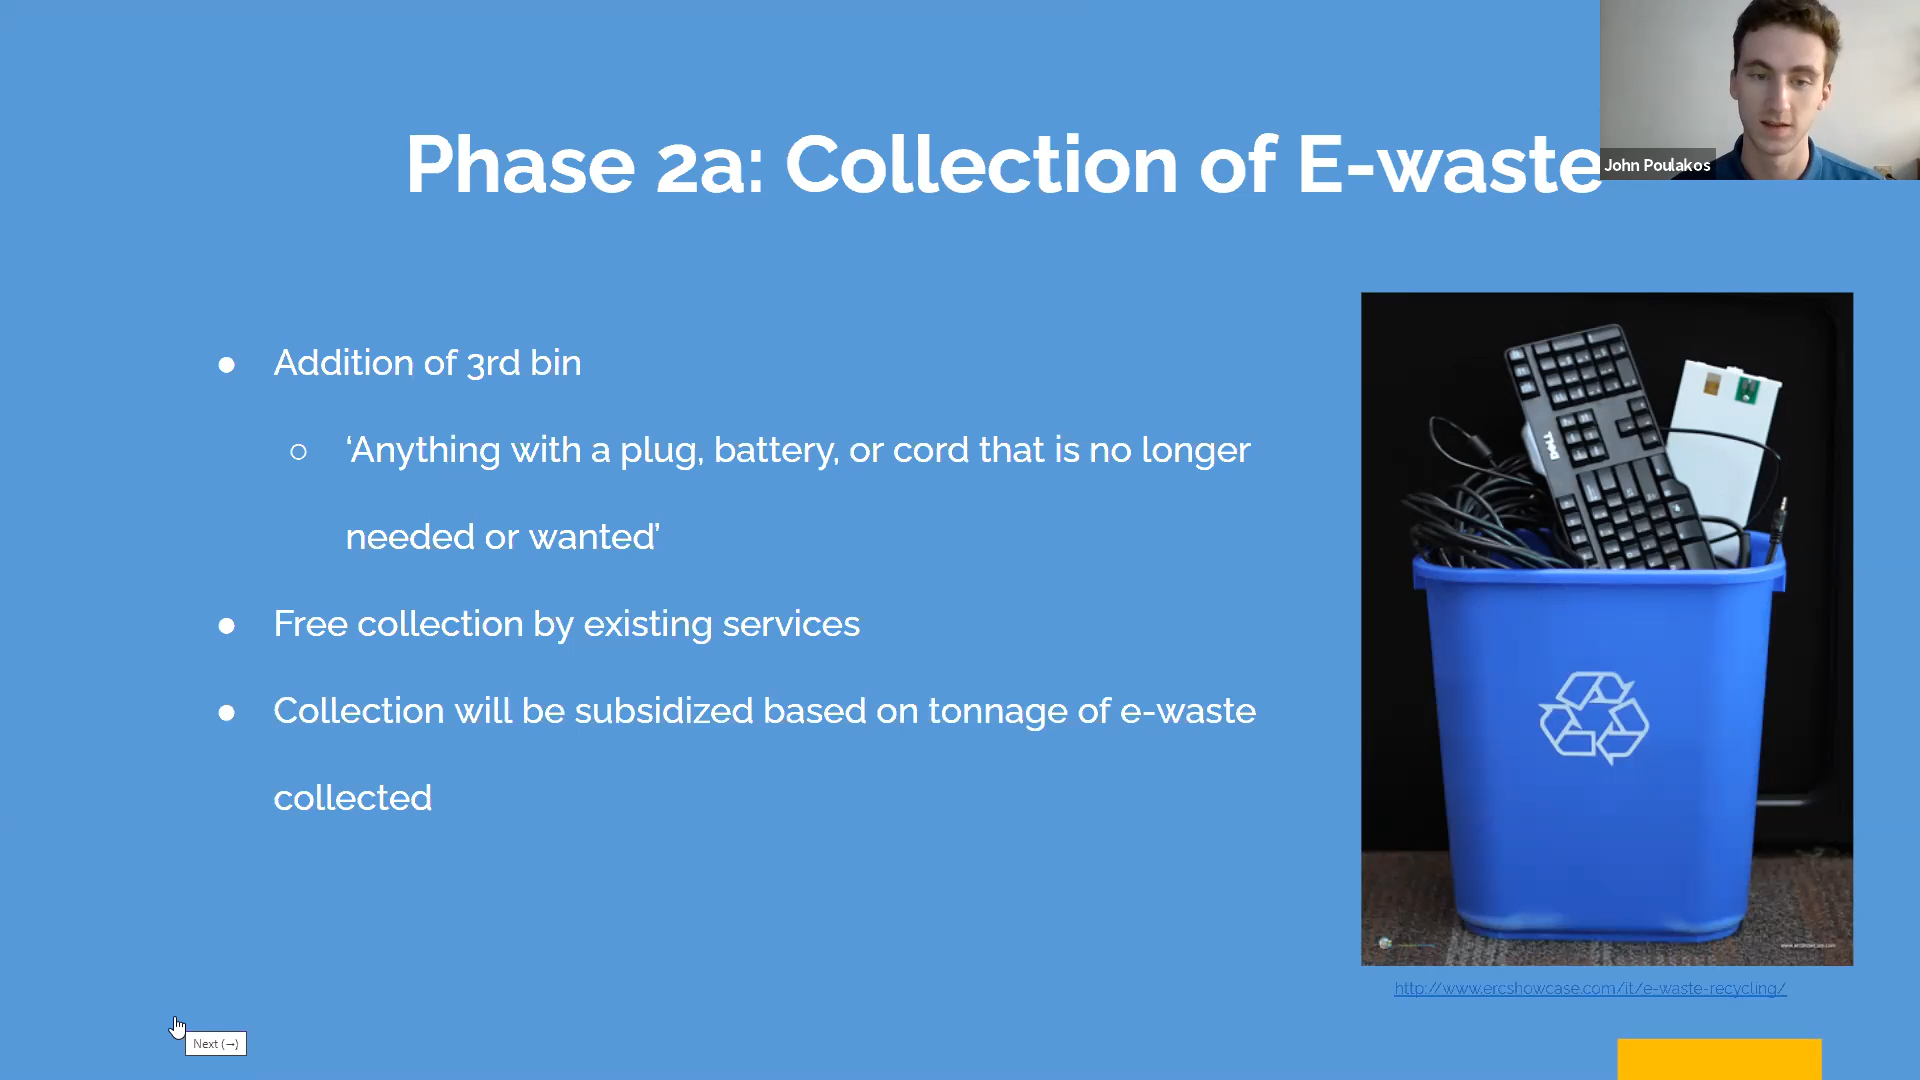 Phase 2a: Collection of E-waste
John Poulakos
● Addition of 3rd bin
○ ‘Anything with a plug, battery, or cord that is no longer
needed or wanted’
● Free collection by existing services
● Collection will be subsidized based on tonnage of e-waste
collected
DELL
http://www.ercshowcase.com/it/e-waste-recycling/
Next (→)